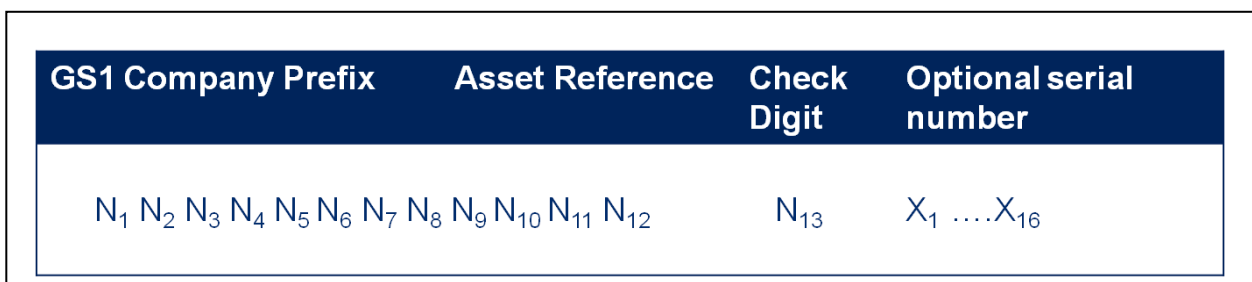 GS1 Company Prefix Asset Reference Check Digit Optional serial number
N₁ N₂ N₃ N₄ N₅ N₆ N₇ N₈ N₉ N₁₀ N₁₁ N₁₂ N₁₃ X₁ ....X₁₆